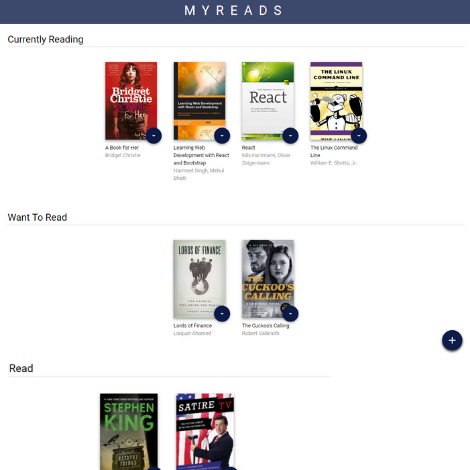 MYREADS
Currently Reading
Bridget
Christie
For Her
Learning Web Development
with React and Bootstrap
React
THE LINUX
COMMAND LINE
A Book for Her
Bridget Christie
Learning Web
Development with React
and Bootstrap
Harmeet Singh, Mehul
Bhatt
React
Nils Hartmann, Oliver
Zeigermann
The Linux Command
Line
William E. Shotts, Jr.
Want To Read
LORDS OF FINANCE
THE
CUCKOO'S
CALLING
Lords of Finance
Liaquat Ahamed
The Cuckoo's Calling
Robert Galbraith
+
Read
STEPHEN
KING
SATIRE TV